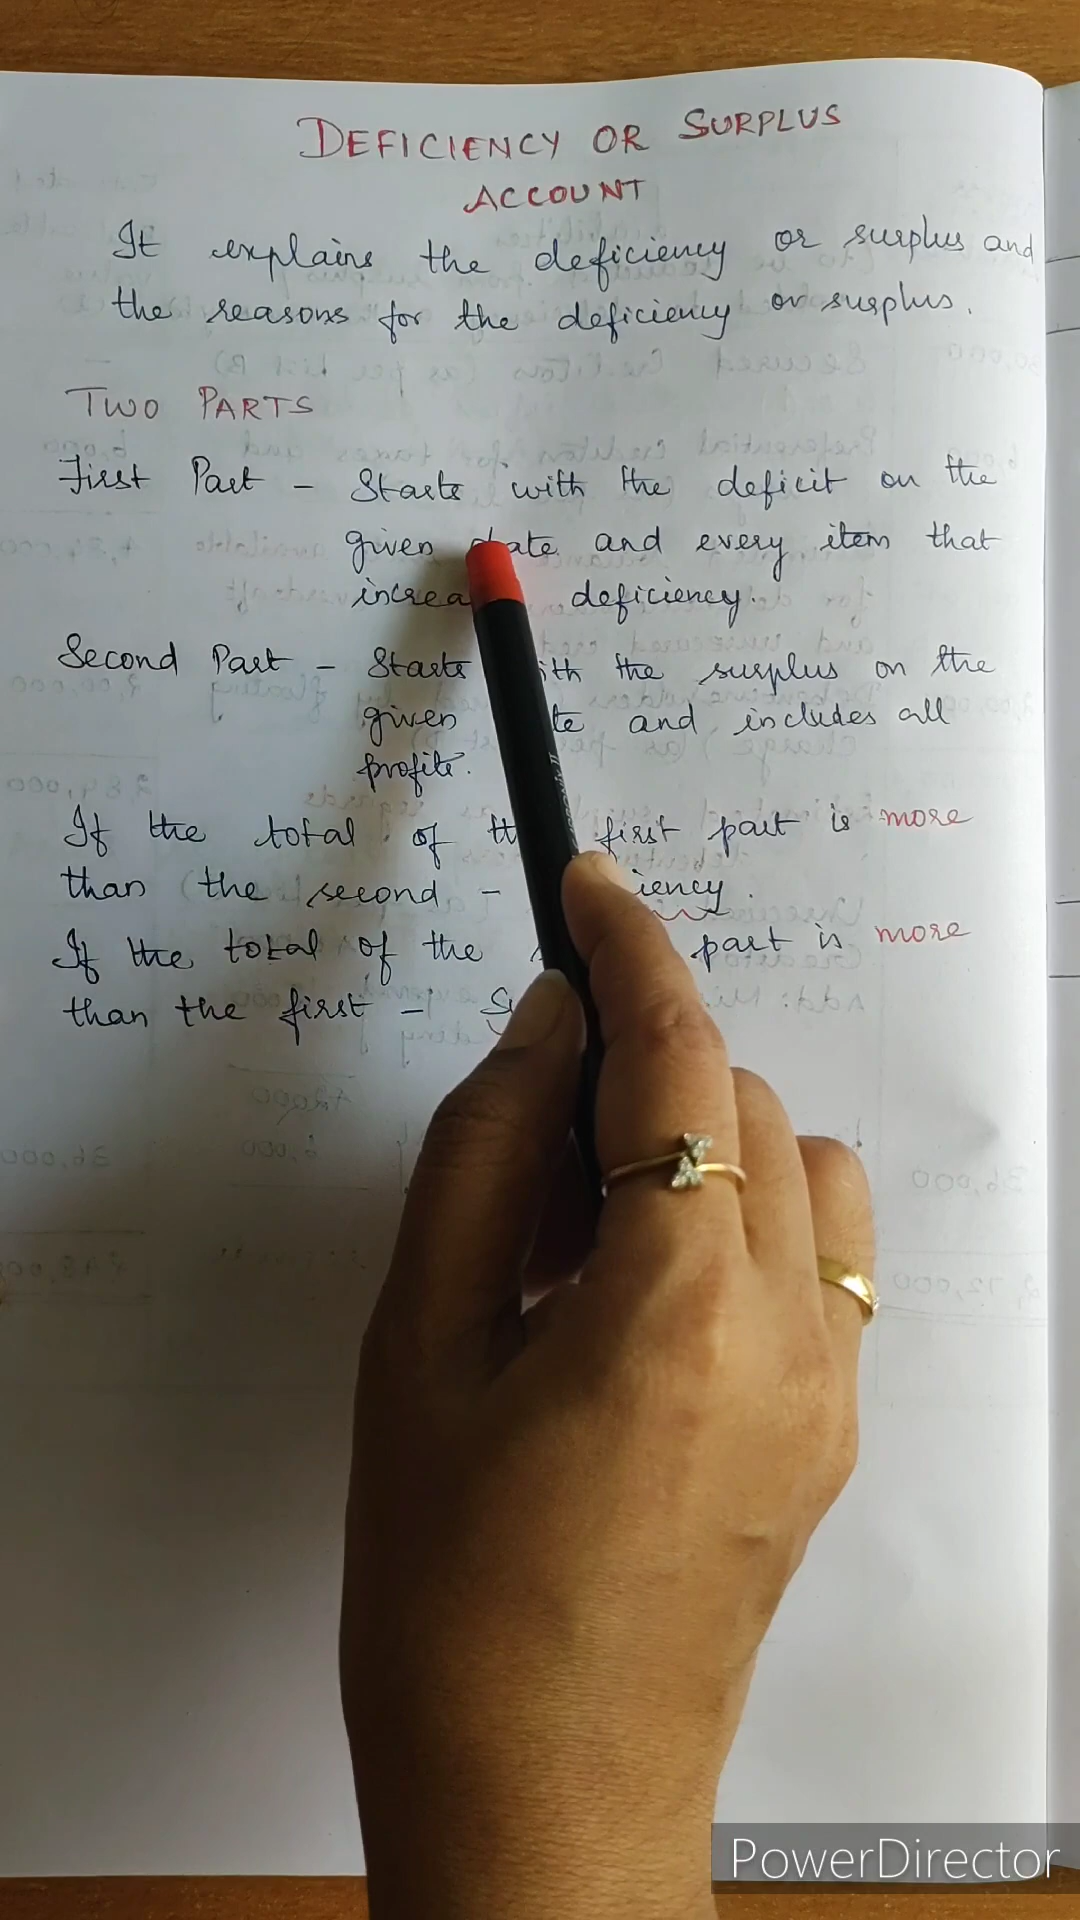 DEFICIENCY OR SURPLUS
ACCOUNT
It explains the deficiency or surplus and
the reasons for the deficiency or surplus.
TWO PARTS
First Part - Starts with the deficit on the
given date and every item that
increa deficiency.
Second Part - Starts ith the surplus on the
given te and includes all
profits.
If the total of th first part is more
than the second - iency.
If the total of the part is more
than the first - Su
PowerDirector